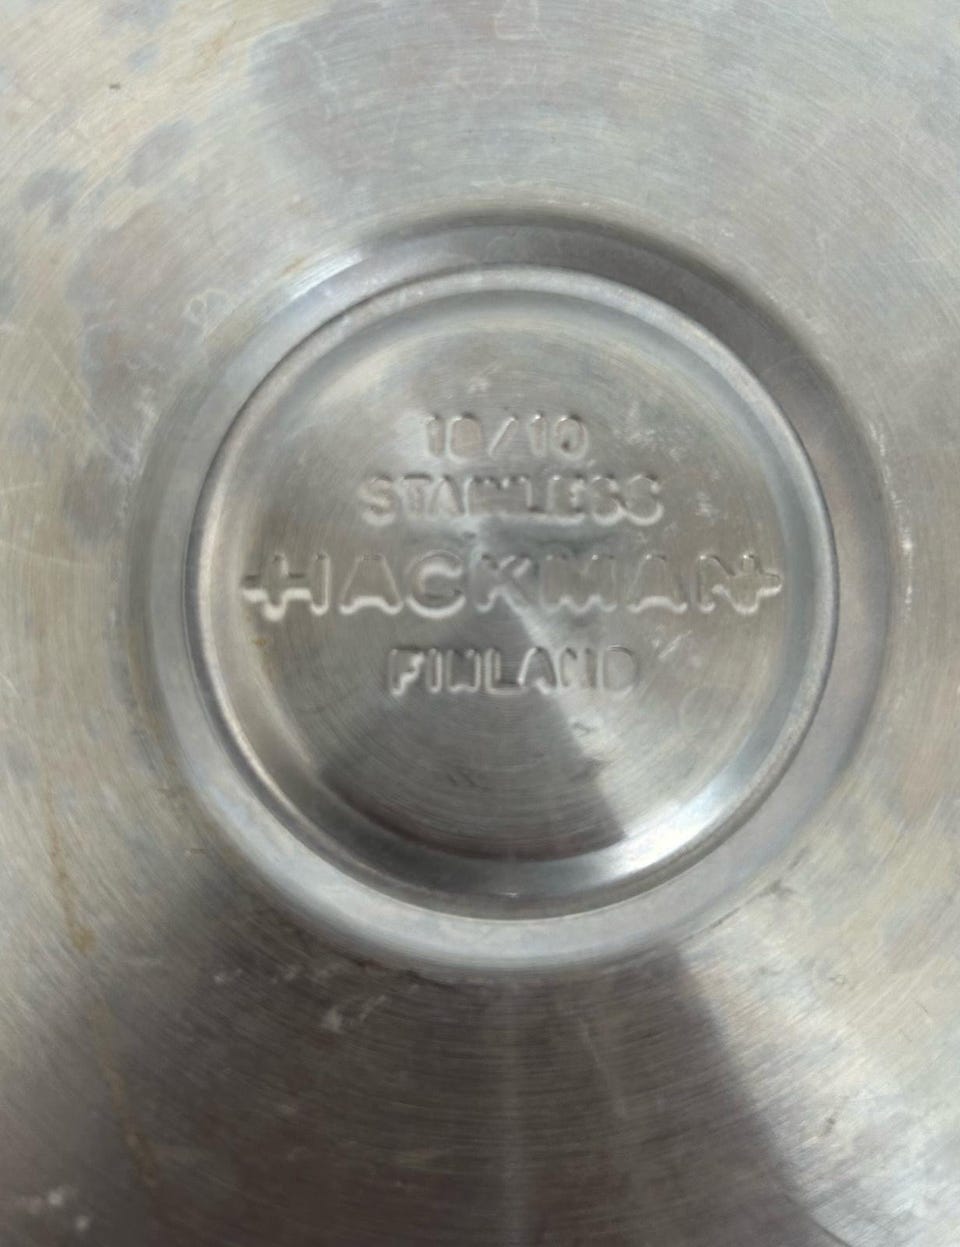 18/10
STAINLESS
HACKMAN
FINLAND